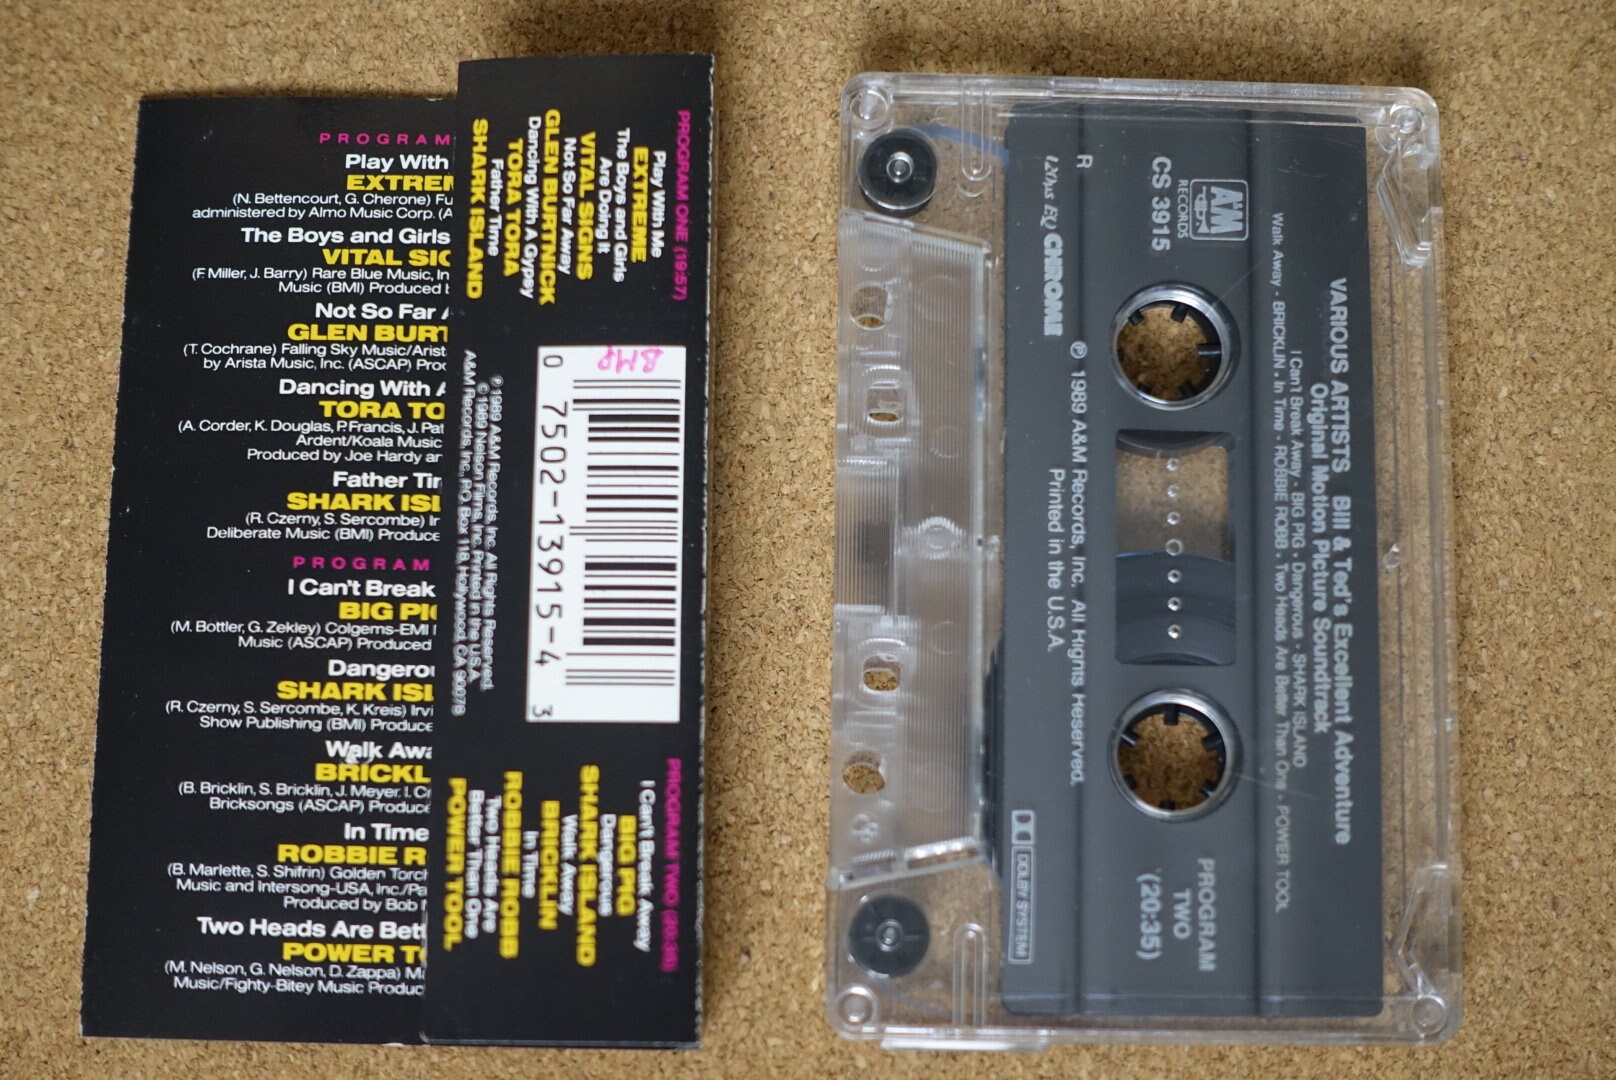 PROGRAM
Play With
EXTREM
(N. Bettencourt, G. Cherone) Fu
administered by Almo Music Corp. (A
The Boys and Girls
VITAL SIG
(F. Miller, J. Barry) Rare Blue Music, In
Music (BMI) Produced b
Not So Far A
GLEN BURT
(T. Cochrane) Falling Sky Music/Arist
by Arista Music, Inc. (ASCAP) Proc
Dancing With A
TORA TO
(A. Corder, K. Douglas, P. Francis, J. Pat
Ardent/Koala Music
Produced by Joe Hardy an
Father Tim
SHARK ISL
(R. Czerny, S. Sercombe) Ir
Deliberate Music (BMI) Produce
PROGRAM
I Can't Break
BIG PIG
(M. Bottler, G. Zekley) Colgems-EMI
Music (ASCAP) Produced
Dangerou
SHARK ISL
(R. Czerny, S. Sercombe, K. Kreis) Irvi
Show Publishing (BMI) Produce
Walk Awa
BRICKL
(B. Bricklin, S. Bricklin, J. Meyer, I. Cr
Bricksongs (ASCAP) Produce
In Time
ROBBIE R
(B. Marlette, S. Shifrin) Golden Torch
Music and Intersong-USA, Inc./Pa
Produced by Bob
Two Heads Are Bett
POWER TO
(M. Nelson, G. Nelson, D. Zappa) Ma
Music/Fighty-Bitey Music Produc
PROGRAM ONE (19:57)
Play With Me
EXTREME
The Boys and Girls
Are Doing It
VITAL SIGNS
Not So Far Away
GLEN BURTNICK
Dancing With A Gypsy
TORA TORA
Father Time
SHARK ISLAND
BMP
0 7502-13915-4 3
℗ 1989 A&M Records, Inc. All Rights Reserved.
© 1989 Nelson Films, Inc. Printed in the U.S.A.
A&M Records, Inc., P.O. Box 118, Hollywood, CA 90078
PROGRAM TWO (20:35)
I Can't Break Away
BIG PIG
Dangerous
SHARK ISLAND
Walk Away
BRICKLIN
In Time
ROBBIE ROBB
Two Heads Are
Better Than One
POWER TOOL
VARIOUS ARTISTS Bill & Ted's Excellent Adventure
Original Motion Picture Soundtrack
I Can't Break Away · BIG PIG · Dangerous · SHARK ISLAND
Walk Away · BRICKLIN · In Time · ROBBIE ROBB · Two Heads Are Better Than One · POWER TOOL
A&M
RECORDS
CS 3915
PROGRAM
TWO
(20:35)
R
℗ 1989 A&M Records, Inc. All Rights Reserved.
Printed in the U.S.A.
120µs EQ CHROME
DOLBY SYSTEM